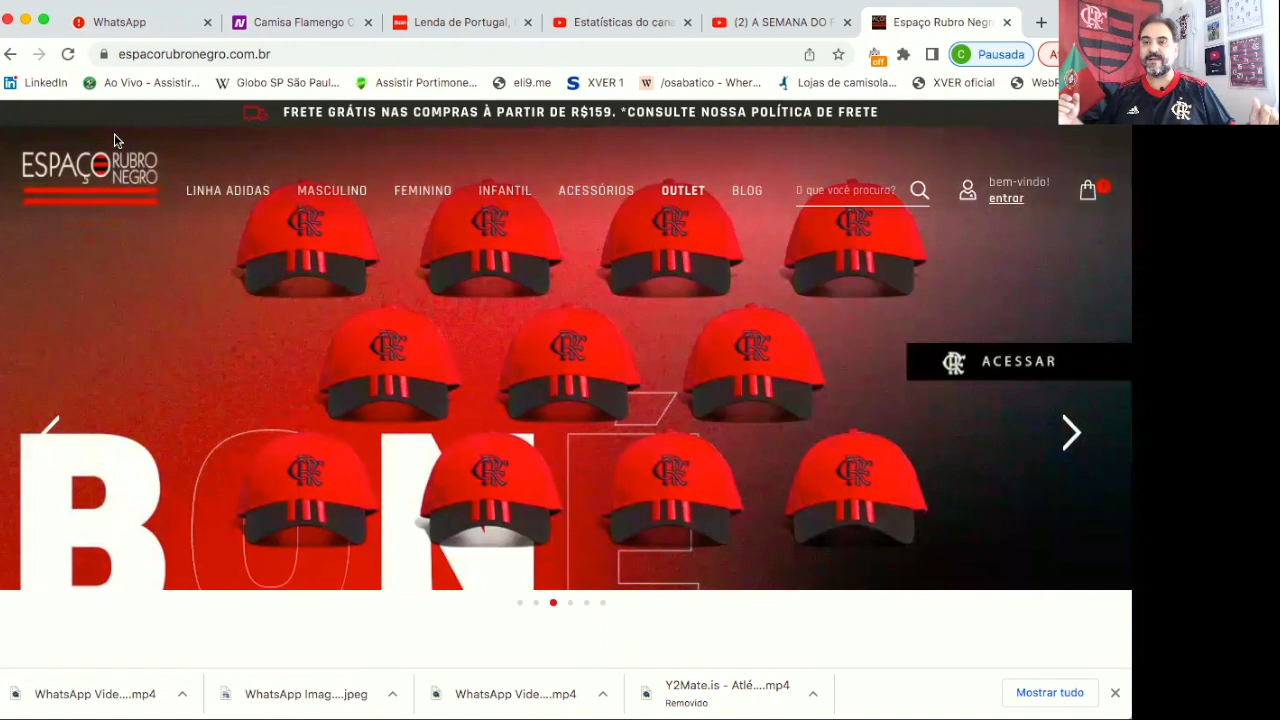 WhatsApp
Camisa Flamengo C
Lenda de Portugal,
Estatísticas do cana
(2) A SEMANA DO F
Espaço Rubro Negr
espacorubronegro.com.br
off
C Pausada
LinkedIn
Ao Vivo - Assistir...
Globo SP São Paul...
Assistir Portimone...
eli9.me
XVER 1
/osabatico - Wher...
Lojas de camisola...
XVER oficial
FRETE GRÁTIS NAS COMPRAS À PARTIR DE R$159. *CONSULTE NOSSA POLÍTICA DE FRETE
ESPAÇO RUBRO NEGRO
LINHA ADIDAS
MASCULINO
FEMININO
INFANTIL
ACESSÓRIOS
OUTLET
BLOG
O que você procura?
bem-vindo!
entrar
ACESSAR
BONÉ
WhatsApp Vide....mp4
WhatsApp Imag....jpeg
WhatsApp Vide....mp4
Y2Mate.is - Atlé....mp4
Removido
Mostrar tudo